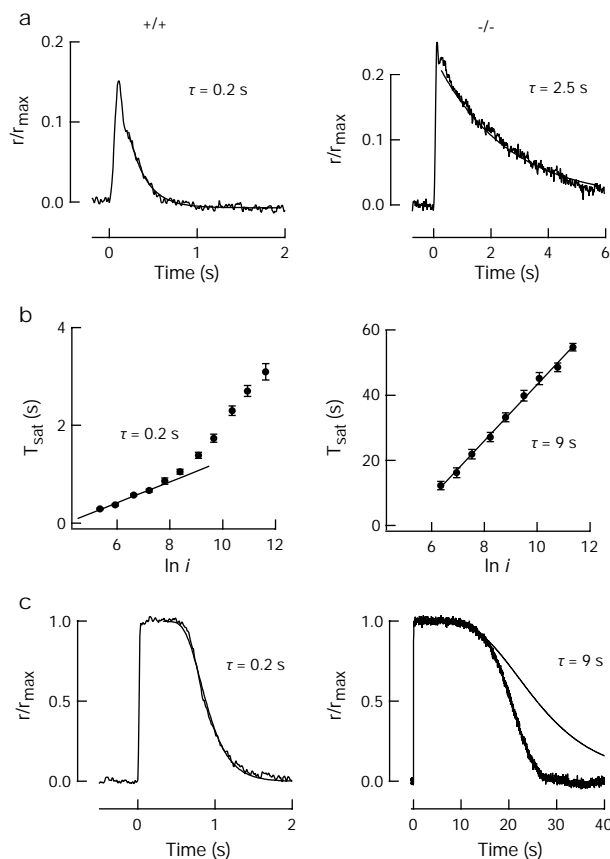 a
+/+
-/-
r/rmax
0.2
0.1
0.0
τ = 0.2 s
0
1
2
Time (s)
r/rmax
0.2
0.1
0.0
τ = 2.5 s
0
2
4
6
Time (s)
b
Tsat (s)
4
2
0
τ = 0.2 s
6
8
10
12
ln i
Tsat (s)
60
40
20
0
τ = 9 s
6
8
10
12
ln i
c
r/rmax
1.0
0.5
0.0
τ = 0.2 s
0
1
2
Time (s)
r/rmax
1.0
0.5
0.0
τ = 9 s
0
10
20
30
40
Time (s)